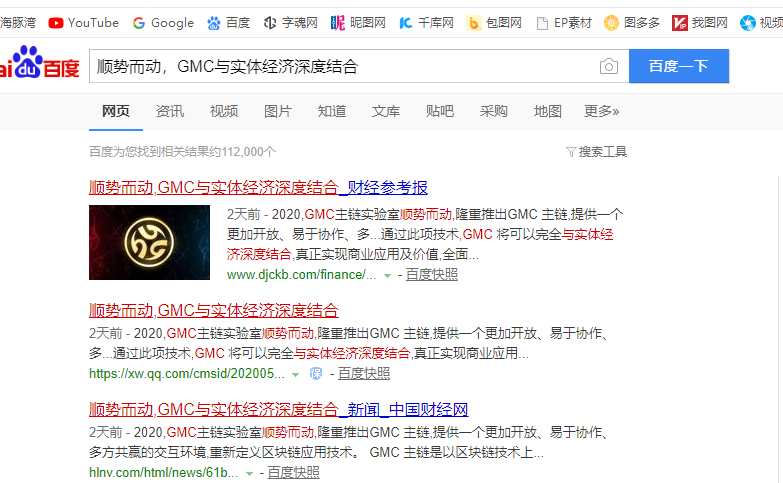 海豚湾 YouTube Google 百度 字魂网 昵图网 千库网 包图网 EP素材 图多多 我图网 视频
Bai du 百度 顺势而动，GMC与实体经济深度结合 百度一下
网页 资讯 视频 图片 知道 文库 贴吧 采购 地图 更多»
百度为您找到相关结果约112,000个 搜索工具
顺势而动,GMC与实体经济深度结合_财经参考报
2天前 - 2020,GMC主链实验室顺势而动,隆重推出GMC 主链,提供一个
更加开放、易于协作、多...通过此项技术,GMC 将可以完全与实体经
济深度结合,真正实现商业应用及价值,全面...
www.djckb.com/finance/... - 百度快照
顺势而动,GMC与实体经济深度结合
2天前 - 2020,GMC主链实验室顺势而动,隆重推出GMC 主链,提供一个更加开放、易于协作、
多...通过此项技术,GMC 将可以完全与实体经济深度结合,真正实现商业应用...
https://xw.qq.com/cmsid/202005... - 百度快照
顺势而动,GMC与实体经济深度结合_新闻_中国财经网
2天前 - 2020,GMC主链实验室顺势而动,隆重推出GMC 主链,提供一个更加开放、易于协作、
多方共赢的交互环境,重新定义区块链应用技术。 GMC 主链是以区块链技术上...
hlnv.com/html/news/61b... - 百度快照